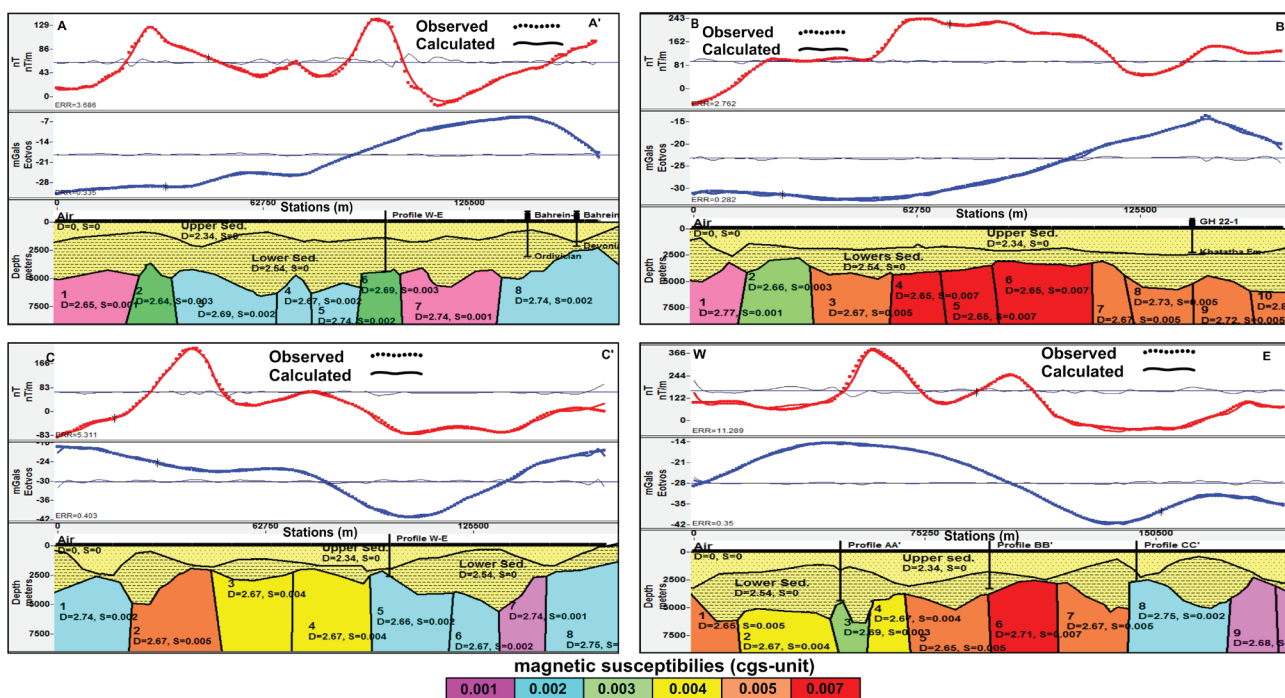 A
A'
Observed
Calculated
129
86
43
0
nT
nT/m
ERR=3.686
-7
-14
-21
-28
mGals
Eotvos
ERR=0.335
0
62750
Stations (m)
125500
Air
D=0, S=0
Profile W-E
Bahrein-
Bahrein
Upper Sed.
D=2.34, S=0
Devonia
Ordivician
Lower Sed.
D=2.54, S=0
0
2500
5000
7500
Depth
meters
1
D=2.65, S=0.001
2
D=2.64, S=0.003
3
D=2.69, S=0.002
4
D=2.67, S=0.002
5
D=2.74, S=0.002
6
D=2.69, S=0.003
7
D=2.74, S=0.001
8
D=2.74, S=0.002
B
B
Observed
Calculated
243
162
81
0
nT
nT/m
ERR=2.762
-15
-23
-30
mGals
Eotvos
ERR=0.282
0
62750
Stations (m)
125500
Air
D=0, S=0
GH 22-1
Upper Sed.
D=2.34, S=0
Khatatba Fm
Lowers Sed.
D=2.54, S=0
0
2500
5000
7500
Depth
meters
1
D=2.77, S=0.001
2
D=2.66, S=0.003
3
D=2.67, S=0.005
4
D=2.65, S=0.007
5
D=2.65, S=0.007
6
D=2.65, S=0.007
7
D=2.67, S=0.005
8
D=2.73, S=0.005
9
D=2.72, S=0.005
10
D=2.8
C
C'
Observed
Calculated
166
83
0
-83
nT
nT/m
ERR=5.311
-24
-30
-36
-42
mGals
Eotvos
ERR=0.403
0
62750
Stations (m)
125500
Air
D=0, S=0
Profile W-E
Upper Sed.
D=2.34, S=0
Lower Sed.
D=2.54, S=0
0
2500
5000
7500
Depth
meters
1
D=2.74, S=0.002
2
D=2.67, S=0.005
3
D=2.67, S=0.004
4
D=2.67, S=0.004
5
D=2.66, S=0.002
6
D=2.67, S=0.002
7
D=2.74, S=0.001
8
D=2.75, S=0.002
W
E
Observed
Calculated
366
244
122
0
nT
nT/m
ERR=11.289
-14
-28
-42
mGals
Eotvos
ERR=0.35
0
75250
Stations (m)
150500
Air
D=0, S=0
Profile AA'
Profile BB'
Profile CC'
Upper Sed.
D=2.34, S=0
Lower Sed.
D=2.54, S=0
0
2500
5000
7500
Depth
meters
1
D=2.65, S=0.005
2
D=2.67, S=0.004
3
D=2.69, S=0.003
4
D=2.67, S=0.004
5
D=2.65, S=0.005
6
D=2.71, S=0.007
7
D=2.67, S=0.005
8
D=2.75, S=0.002
9
D=2.68, S=
magnetic susceptibilies (cgs-unit)
0.001
0.002
0.003
0.004
0.005
0.007